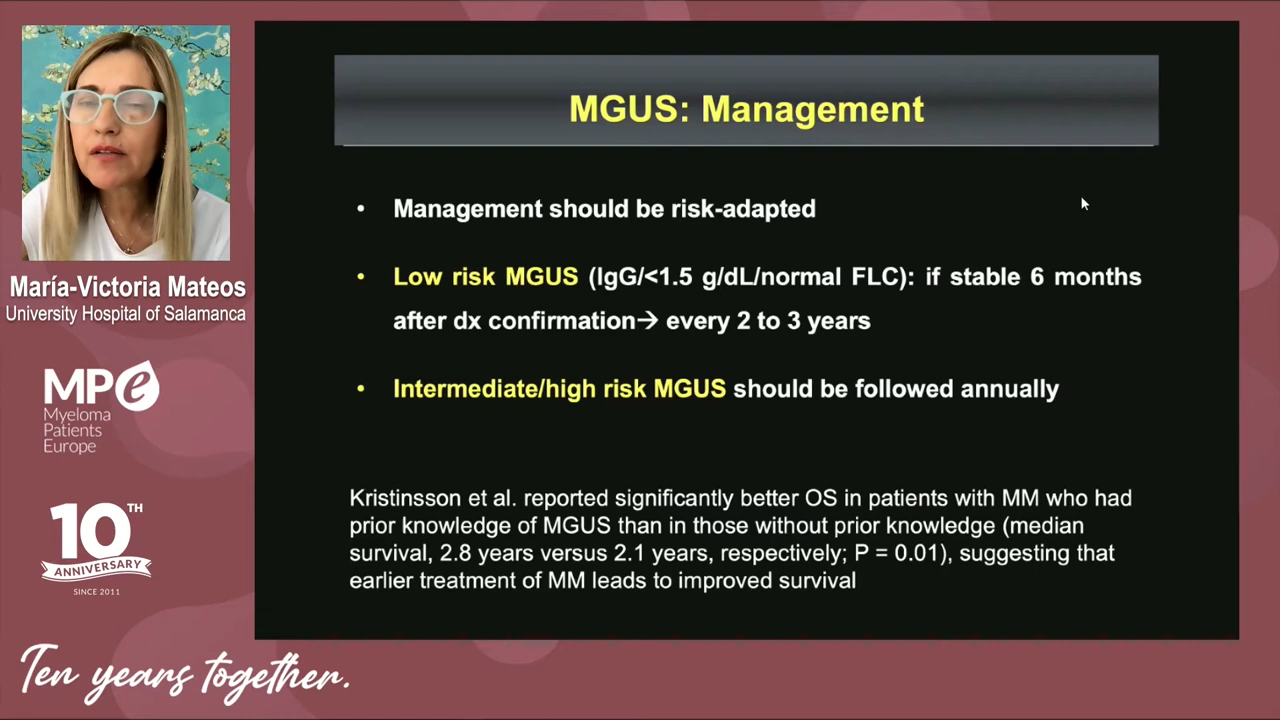 María-Victoria Mateos
University Hospital of Salamanca
MPe
Myeloma
Patients
Europe
10TH
ANNIVERSARY
SINCE 2011
Ten years together.
MGUS: Management
• Management should be risk-adapted
• Low risk MGUS (IgG/<1.5 g/dL/normal FLC): if stable 6 months
after dx confirmation→ every 2 to 3 years
• Intermediate/high risk MGUS should be followed annually
Kristinsson et al. reported significantly better OS in patients with MM who had
prior knowledge of MGUS than in those without prior knowledge (median
survival, 2.8 years versus 2.1 years, respectively; P = 0.01), suggesting that
earlier treatment of MM leads to improved survival